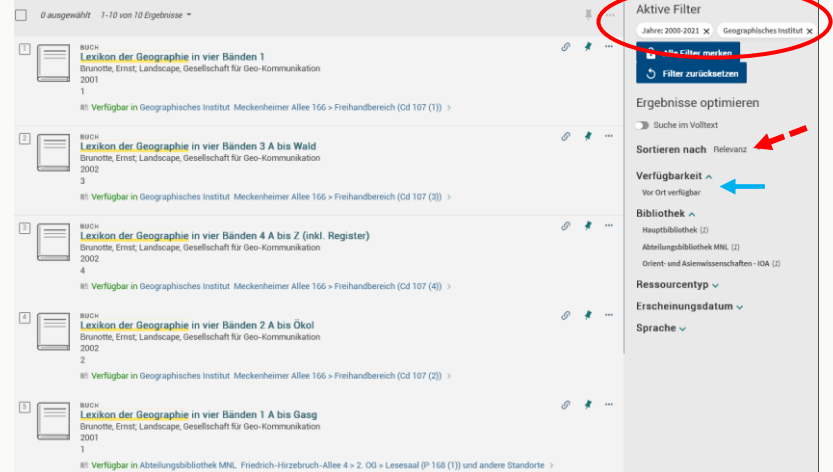 0 ausgewählt 1-10 von 10 Ergebnisse
1
BUCH
Lexikon der Geographie in vier Bänden 1
Brunotte, Ernst; Landscape, Gesellschaft für Geo-Kommunikation
2001
1
Verfügbar in Geographisches Institut Meckenheimer Allee 166 > Freihandbereich (Cd 107 (1)) >
2
BUCH
Lexikon der Geographie in vier Bänden 3 A bis Wald
Brunotte, Ernst; Landscape, Gesellschaft für Geo-Kommunikation
2002
3
Verfügbar in Geographisches Institut Meckenheimer Allee 166 > Freihandbereich (Cd 107 (3)) >
3
BUCH
Lexikon der Geographie in vier Bänden 4 A bis Z (inkl. Register)
Brunotte, Ernst; Landscape, Gesellschaft für Geo-Kommunikation
2002
4
Verfügbar in Geographisches Institut Meckenheimer Allee 166 > Freihandbereich (Cd 107 (4)) >
4
BUCH
Lexikon der Geographie in vier Bänden 2 A bis Ökol
Brunotte, Ernst; Landscape, Gesellschaft für Geo-Kommunikation
2002
2
Verfügbar in Geographisches Institut Meckenheimer Allee 166 > Freihandbereich (Cd 107 (2)) >
5
BUCH
Lexikon der Geographie in vier Bänden 1 A bis Gasg
Brunotte, Ernst; Landscape, Gesellschaft für Geo-Kommunikation
2001
1
Verfügbar in Abteilungsbibliothek MNL Friedrich-Hirzebruch-Allee 4 > 2. OG > Lesesaal (P 168 (1)) und andere Standorte >
Aktive Filter
Jahre: 2000-2021 × Geographisches Institut ×
Alle Filter merken
Filter zurücksetzen
Ergebnisse optimieren
Suche im Volltext
Sortieren nach Relevanz
Verfügbarkeit
Vor Ort verfügbar
Bibliothek
Hauptbibliothek (1)
Abteilungsbibliothek MNL (1)
Orient- und Asienwissenschaften - IOA (1)
Ressourcentyp
Erscheinungsdatum
Sprache